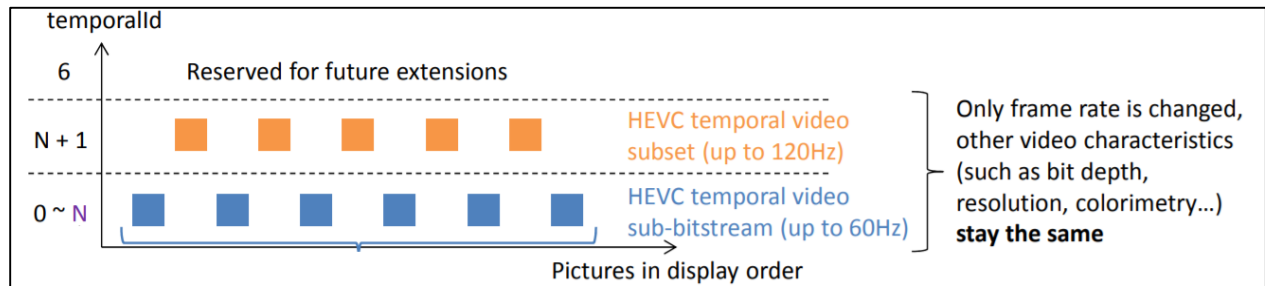 temporalId
6
Reserved for future extensions
N + 1
HEVC temporal video
subset (up to 120Hz)
0 ~ N
HEVC temporal video
sub-bitstream (up to 60Hz)
Pictures in display order
Only frame rate is changed,
other video characteristics
(such as bit depth,
resolution, colorimetry…)
stay the same